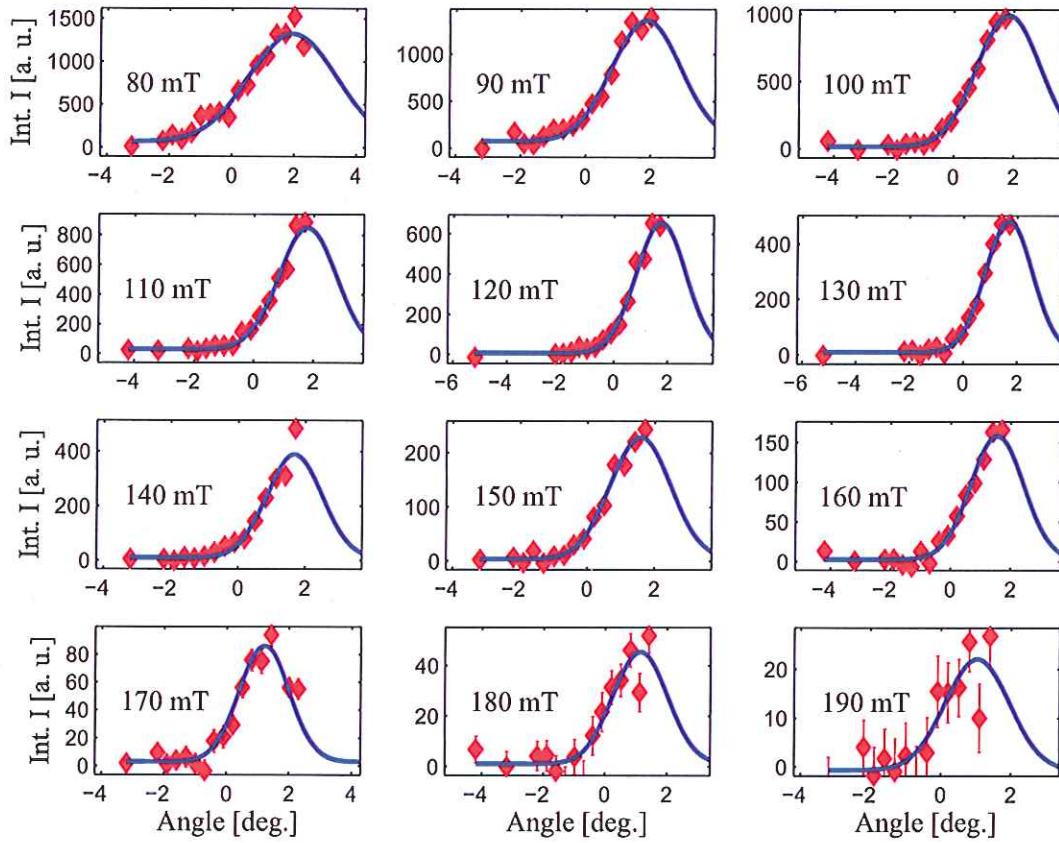 Int. I [a. u.]
1500
1000
500
0
80 mT
−4 −2 0 2 4
1000
500
0
90 mT
−4 −2 0 2
1000
500
0
100 mT
−4 −2 0 2
Int. I [a. u.]
800
600
400
200
0
110 mT
−4 −2 0 2
600
400
200
0
120 mT
−6 −4 −2 0 2
400
200
0
130 mT
−6 −4 −2 0 2
Int. I [a. u.]
400
200
0
140 mT
−4 −2 0 2
200
100
0
150 mT
−4 −2 0 2
150
100
50
0
160 mT
−4 −2 0 2
Int. I [a. u.]
80
60
40
20
0
170 mT
−4 −2 0 2 4
Angle [deg.]
40
20
0
180 mT
−4 −2 0 2
Angle [deg.]
20
10
0
190 mT
−4 −2 0 2
Angle [deg.]